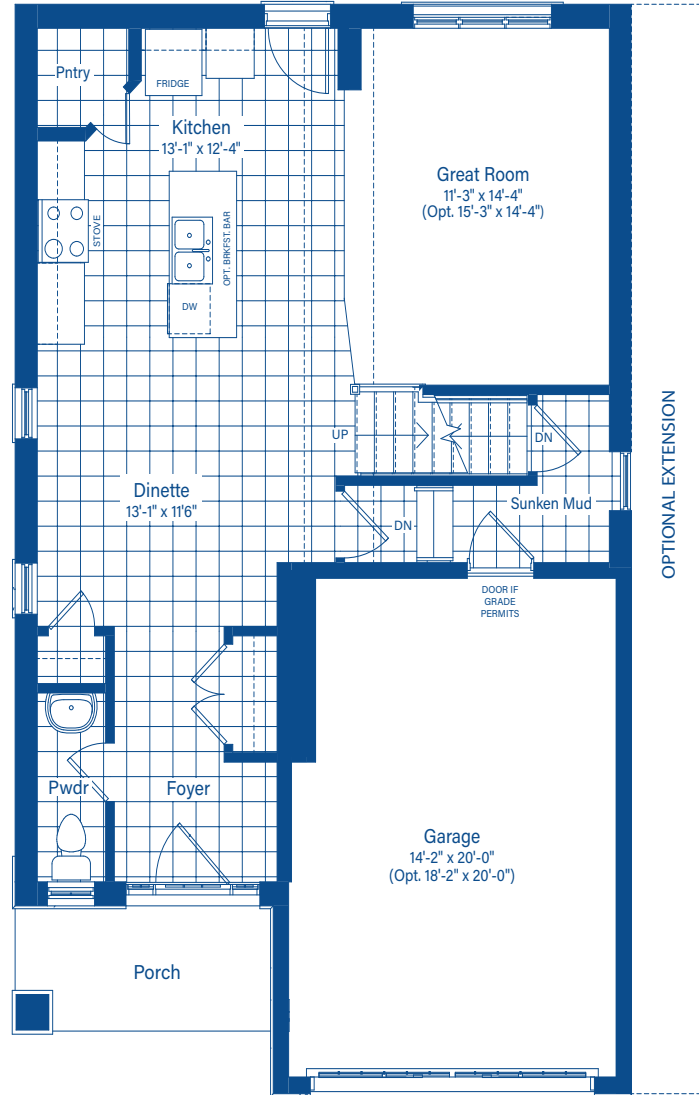 Pntry
FRIDGE
Kitchen
13'-1" x 12'-4"
Great Room
11'-3" x 14'-4"
(Opt. 15'-3" x 14'-4")
STOVE
OPT. BRKFST. BAR
DW
UP
DN
OPTIONAL EXTENSION
Dinette
13'-1" x 11'6"
Sunken Mud
DN
DOOR IF
GRADE
PERMITS
Pwdr
Foyer
Garage
14'-2" x 20'-0"
(Opt. 18'-2" x 20'-0")
Porch